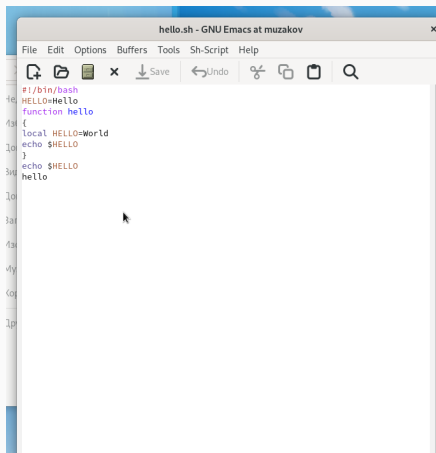 hello.sh - GNU Emacs at muzakov
File Edit Options Buffers Tools Sh-Script Help
Save Undo
#!/bin/bash
HELLO=Hello
function hello
{
local HELLO=World
echo $HELLO
}
echo $HELLO
hello